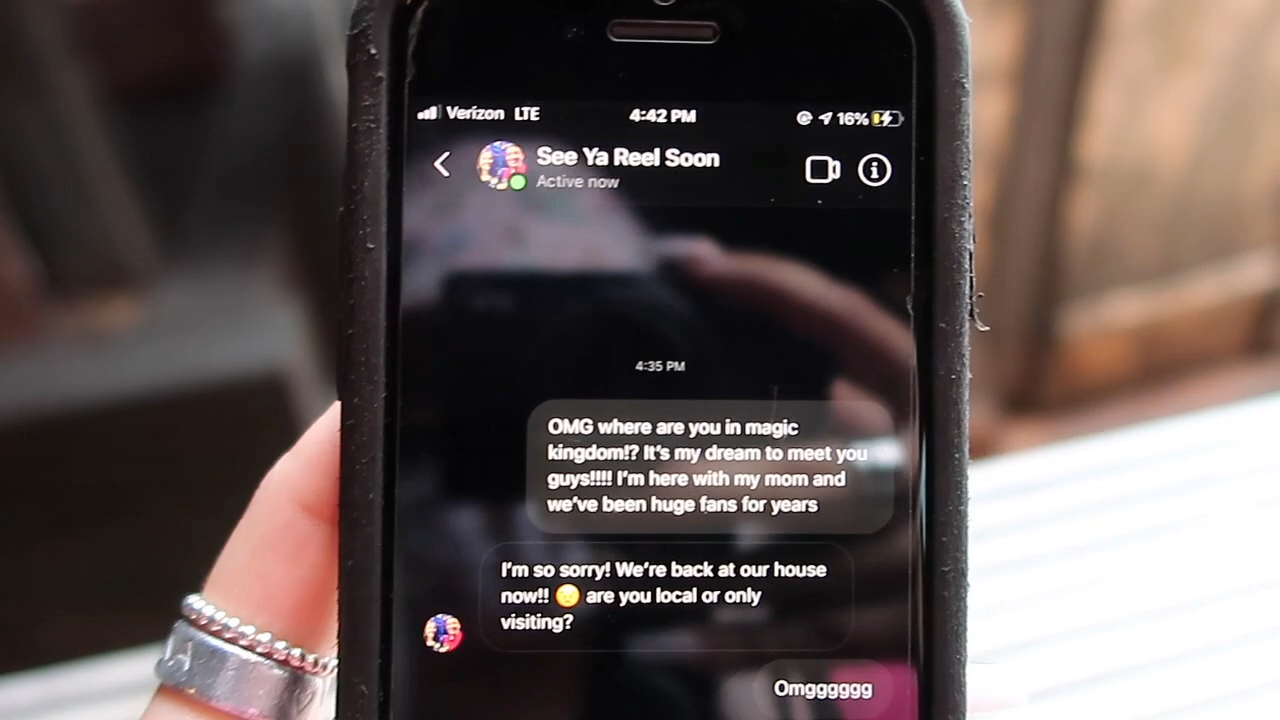 Verizon LTE 4:42 PM 16%
See Ya Reel Soon
Active now
4:35 PM
OMG where are you in magic
kingdom!? It's my dream to meet you
guys!!!! I'm here with my mom and
we've been huge fans for years
I'm so sorry! We're back at our house
now!! 😟 are you local or only
visiting?
Omgggggg